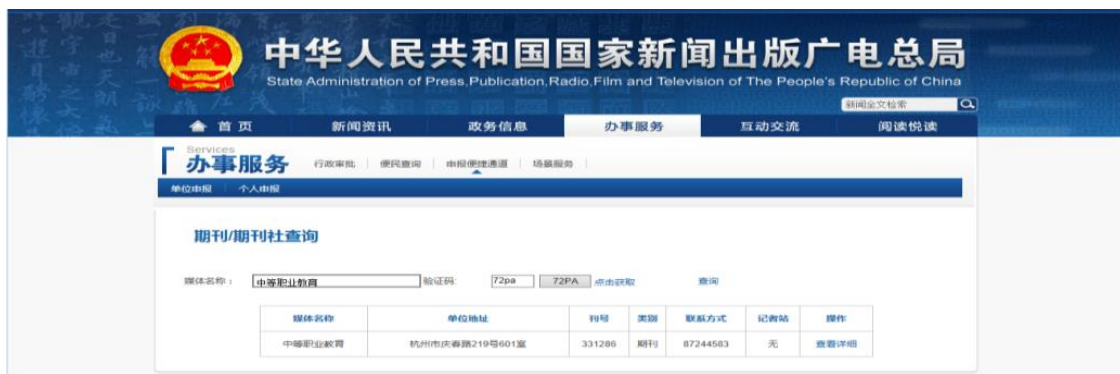 中华人民共和国国家新闻出版广电总局
State Administration of Press,Publication,Radio,Film and Television of The People's Republic of China
新闻全文检索
首 页 新闻资讯 政务信息 办事服务 互动交流 阅读悦读
Services
办事服务 行政审批 便民查询 申报便捷通道 场景服务
单位申报 个人申报
期刊/期刊社查询
媒体名称： 中等职业教育 验证码: 72pa 72PA 点击获取 查询
媒体名称 单位地址 刊号 类别 联系方式 记者站 操作
中等职业教育 杭州市庆春路219号601室 331286 期刊 87244583 无 查看详细